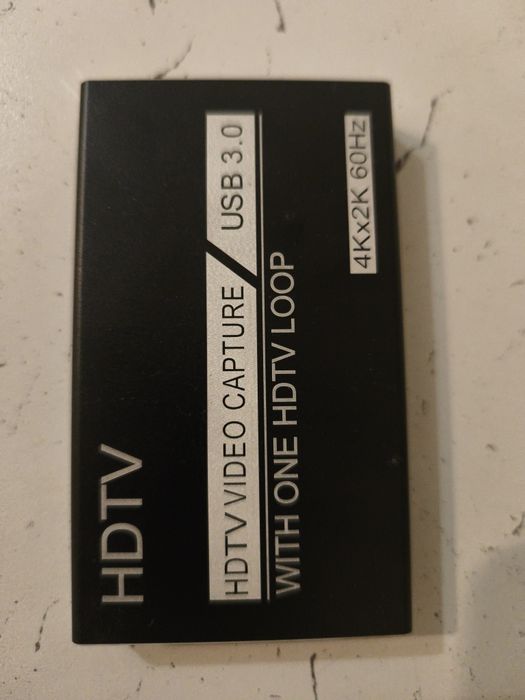 HDTV
HDTV VIDEO CAPTURE / USB 3.0
WITH ONE HDTV LOOP
4Kx2K 60Hz